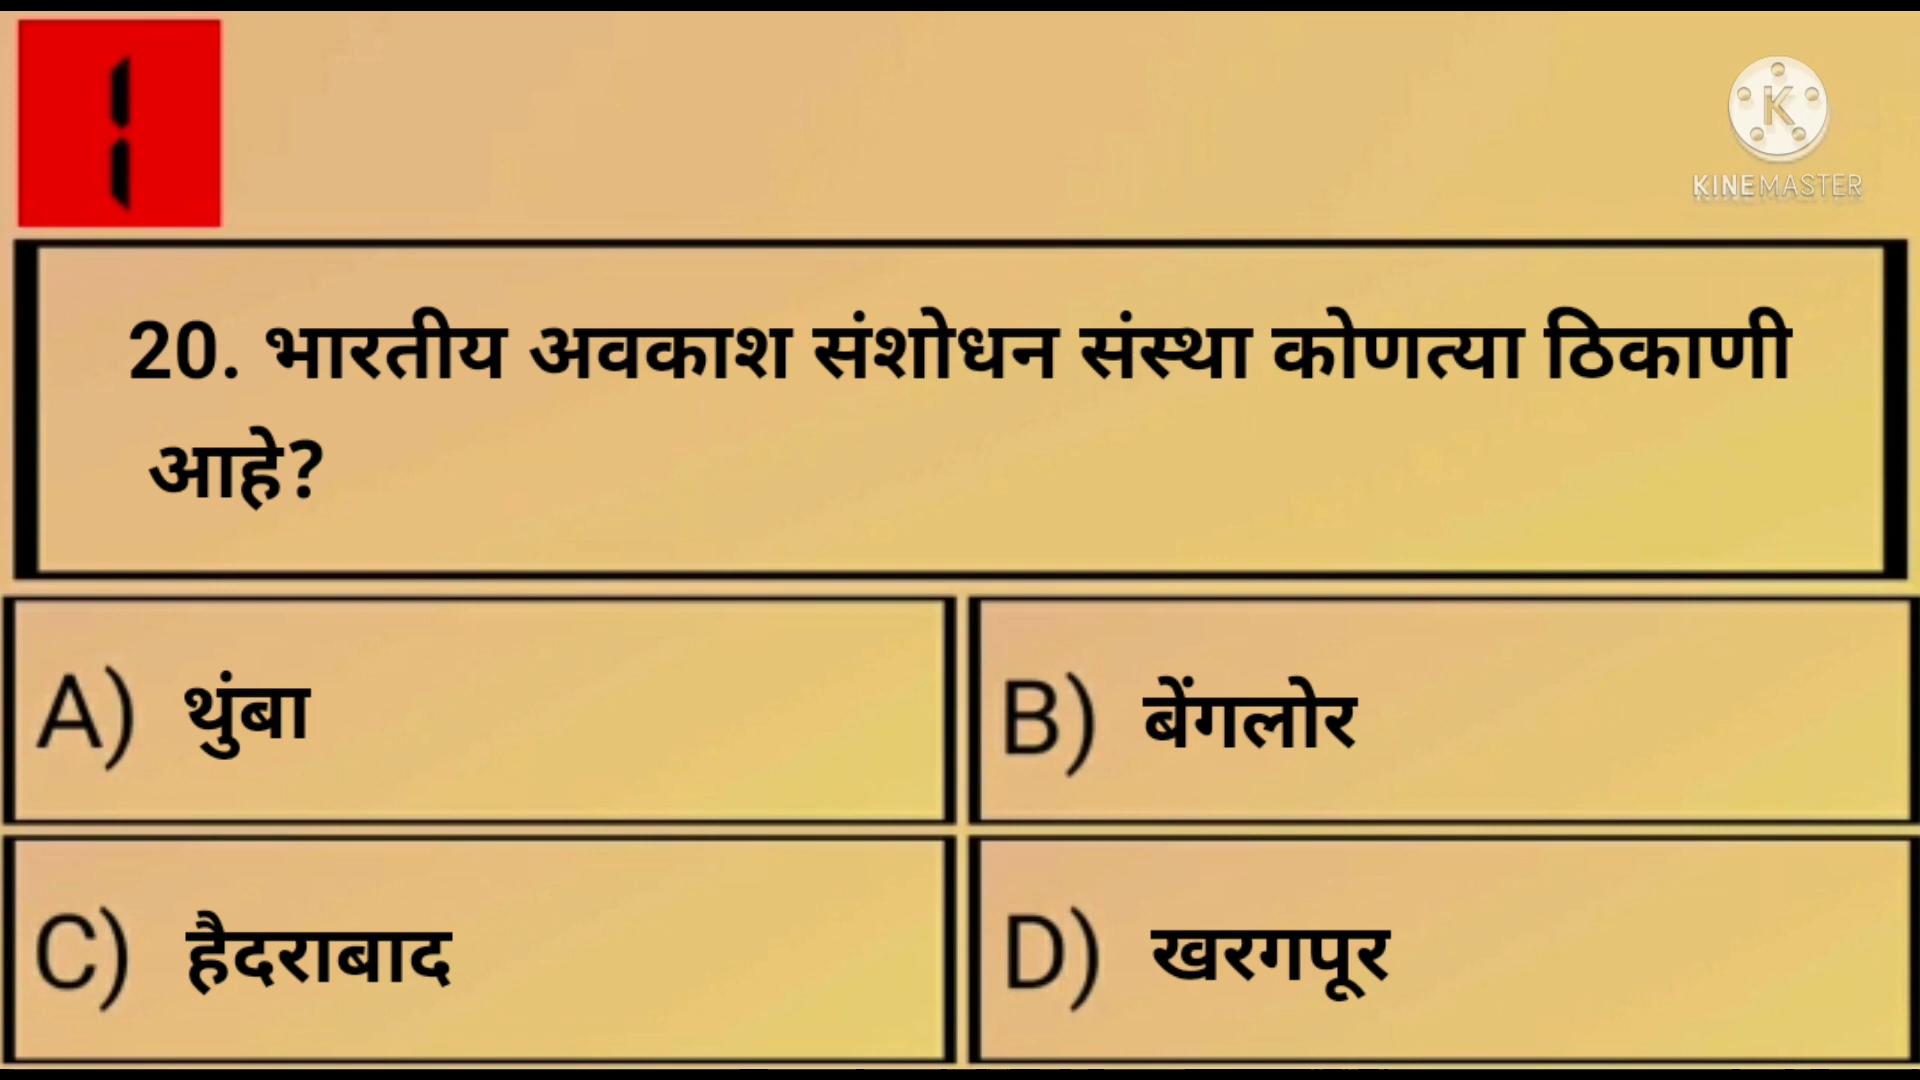 1
KINEMASTER
20. भारतीय अवकाश संशोधन संस्था कोणत्या ठिकाणी
आहे?
A) थुंबा
B) बेंगलोर
C) हैदराबाद
D) खरगपूर